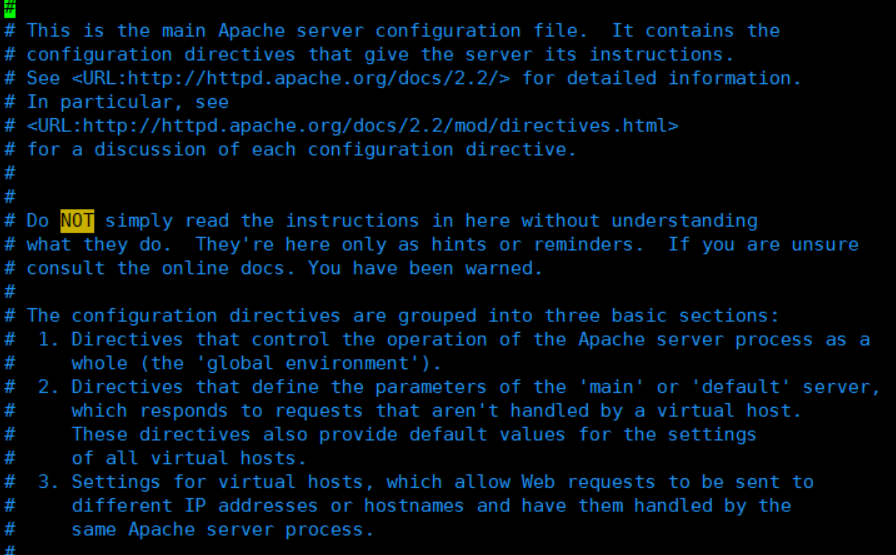 #
# This is the main Apache server configuration file.  It contains the
# configuration directives that give the server its instructions.
# See <URL:http://httpd.apache.org/docs/2.2/> for detailed information.
# In particular, see
# <URL:http://httpd.apache.org/docs/2.2/mod/directives.html>
# for a discussion of each configuration directive.
#
#
# Do NOT simply read the instructions in here without understanding
# what they do.  They're here only as hints or reminders.  If you are unsure
# consult the online docs. You have been warned.
#
# The configuration directives are grouped into three basic sections:
#  1. Directives that control the operation of the Apache server process as a
#     whole (the 'global environment').
#  2. Directives that define the parameters of the 'main' or 'default' server,
#     which responds to requests that aren't handled by a virtual host.
#     These directives also provide default values for the settings
#     of all virtual hosts.
#  3. Settings for virtual hosts, which allow Web requests to be sent to
#     different IP addresses or hostnames and have them handled by the
#     same Apache server process.
#